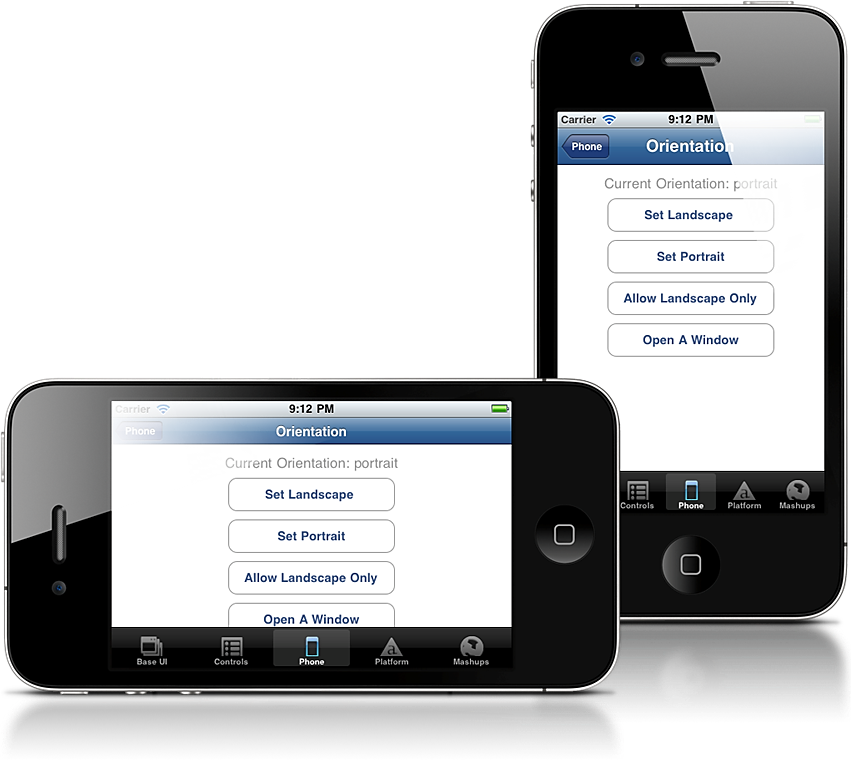 Carrier 9:12 PM
Phone Orientation
Current Orientation: portrait
Set Landscape
Set Portrait
Allow Landscape Only
Open A Window
Controls Phone Platform Mashups
Carrier 9:12 PM
Phone Orientation
Current Orientation: portrait
Set Landscape
Set Portrait
Allow Landscape Only
Open A Window
Base UI Controls Phone Platform Mashups